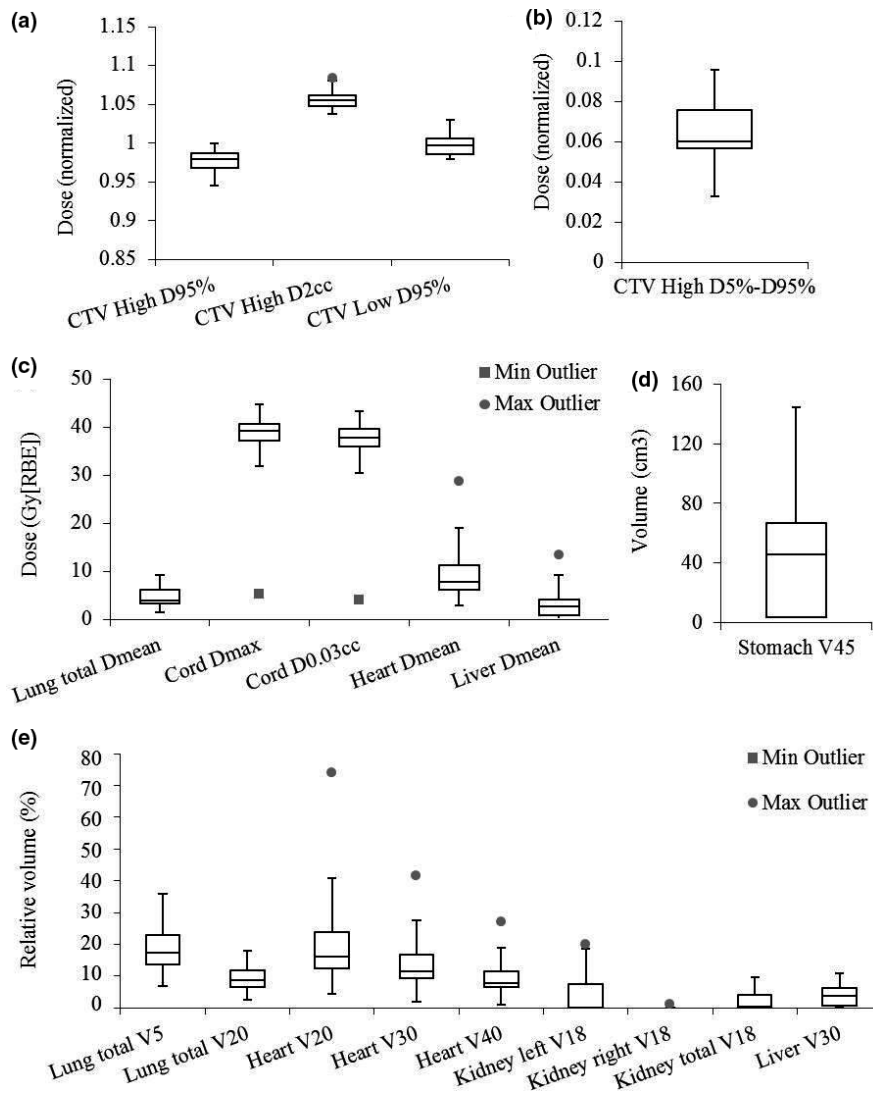 (a)
1.15
1.1
1.05
1
0.95
0.9
0.85
Dose (normalized)
CTV High D95%
CTV High D2cc
CTV Low D95%
(b)
0.12
0.1
0.08
0.06
0.04
0.02
0
Dose (normalized)
CTV High D5%-D95%
(c)
50
40
30
20
10
0
Dose (Gy[RBE])
Min Outlier
Max Outlier
Lung total Dmean
Cord Dmax
Cord D0.03cc
Heart Dmean
Liver Dmean
(d)
160
120
80
40
0
Volume (cm3)
Stomach V45
(e)
80
70
60
50
40
30
20
10
0
Relative volume (%)
Min Outlier
Max Outlier
Lung total V5
Lung total V20
Heart V20
Heart V30
Heart V40
Kidney left V18
Kidney right V18
Kidney total V18
Liver V30